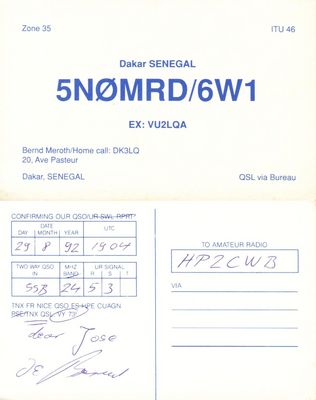 Zone 35
ITU 46
Dakar SENEGAL
5NØMRD/6W1
EX: VU2LQA
Bernd Meroth/Home call: DK3LQ
20, Ave Pasteur
Dakar, SENEGAL
QSL via Bureau
CONFIRMING OUR QSO/UR SWL RPRT
DAY DATE MONTH YEAR UTC
29 8 92 1904
TWO WAY QSO IN MHZ BAND UR SIGNAL R S T
SSB 24 5 3
TNX FR NICE QSO ES HPE CUAGN
PSE/TNX QSL VY 73'
Dear Jose
DE Bernd
TO AMATEUR RADIO
HP2CWB
VIA